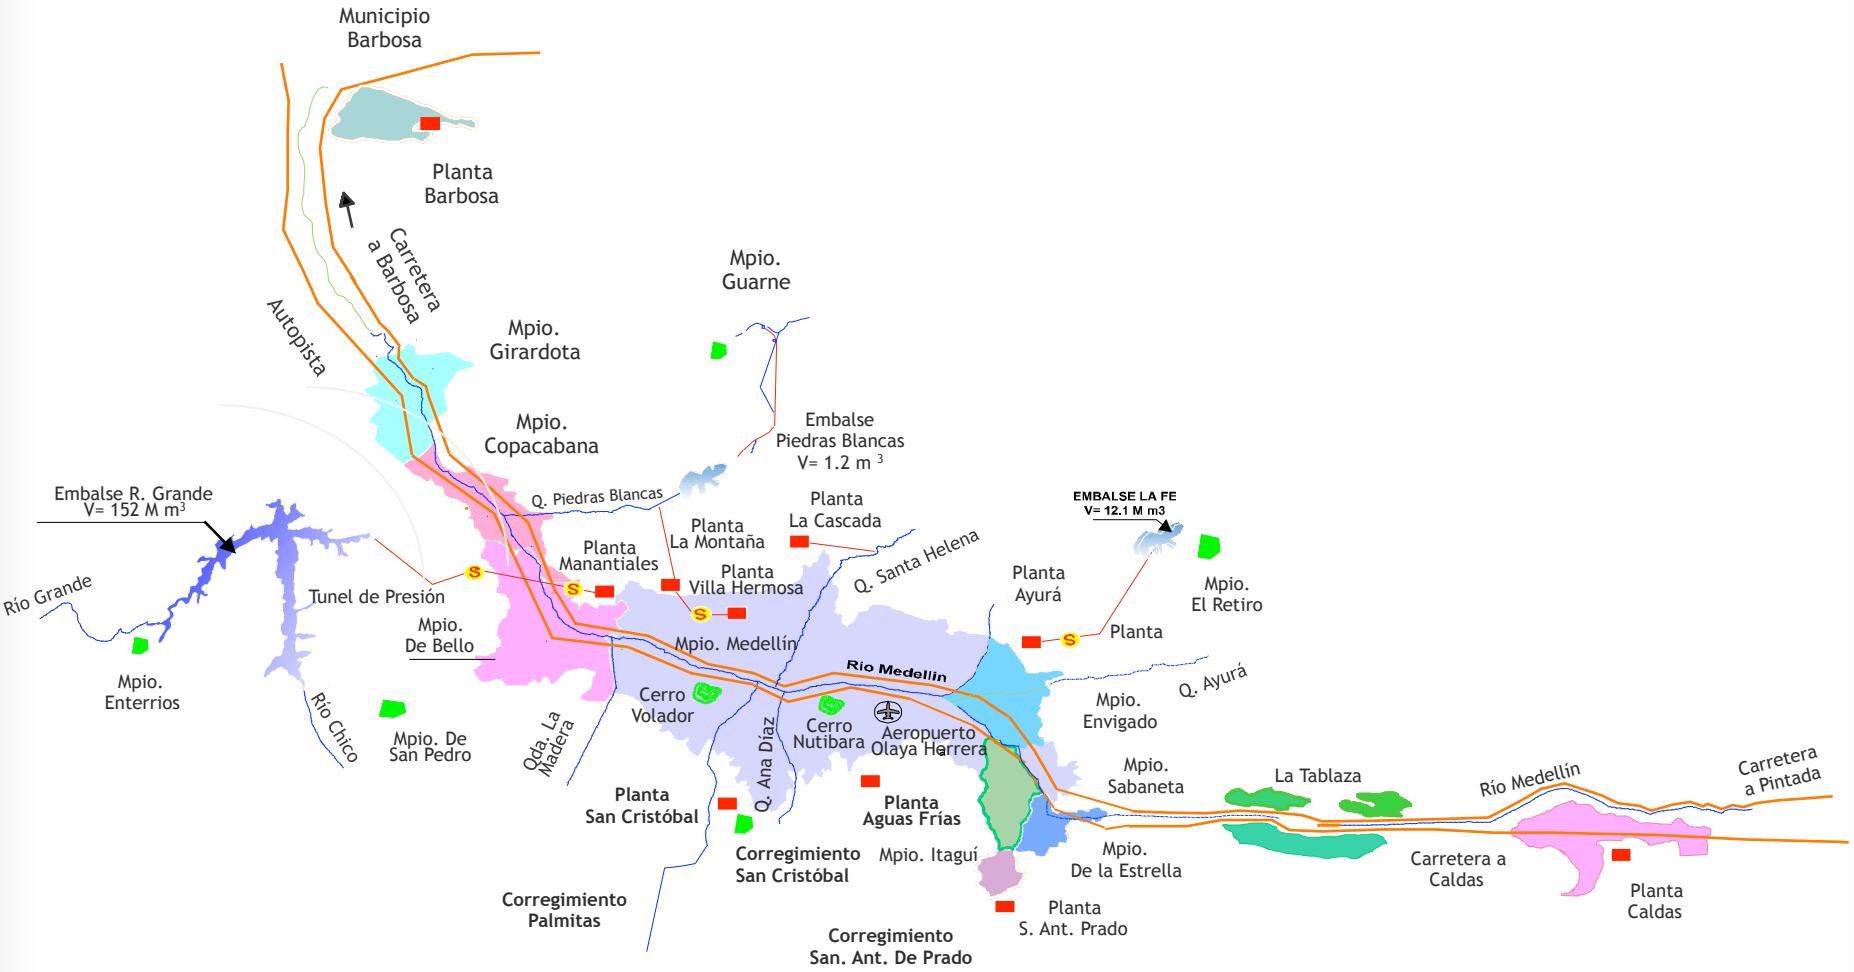 Municipio
Barbosa
Planta
Barbosa
Carretera
a Barbosa
Autopista
Mpio.
Guarne
Mpio.
Girardota
Mpio.
Copacabana
Embalse
Piedras Blancas
V= 1.2 m 3
Embalse R. Grande
V= 152 M m3
Q. Piedras Blancas
Planta
La Cascada
EMBALSE LA FE
V= 12.1 M m3
Planta
La Montaña
Planta
Manantiales
Planta
Villa Hermosa
Q. Santa Helena
Río Grande
Tunel de Presión
S
S
S
Planta
Ayurá
Mpio.
El Retiro
S
Planta
Mpio.
De Bello
Mpio. Medellín
Río Medellín
Q. Ayurá
Mpio.
Enterrios
Río Chico
Mpio. De
San Pedro
Qda. La
Madera
Cerro
Volador
Q. Ana Díaz
Cerro
Nutibara
Aeropuerto
Olaya Harrera
Mpio.
Envigado
Mpio.
Sabaneta
La Tablaza
Río Medellín
Carretera
a Pintada
Planta
San Cristóbal
Planta
Aguas Frías
Corregimiento
San Cristóbal
Mpio. Itaguí
Mpio.
De la Estrella
Carretera a
Caldas
Planta
Caldas
Corregimiento
Palmitas
Planta
S. Ant. Prado
Corregimiento
San. Ant. De Prado